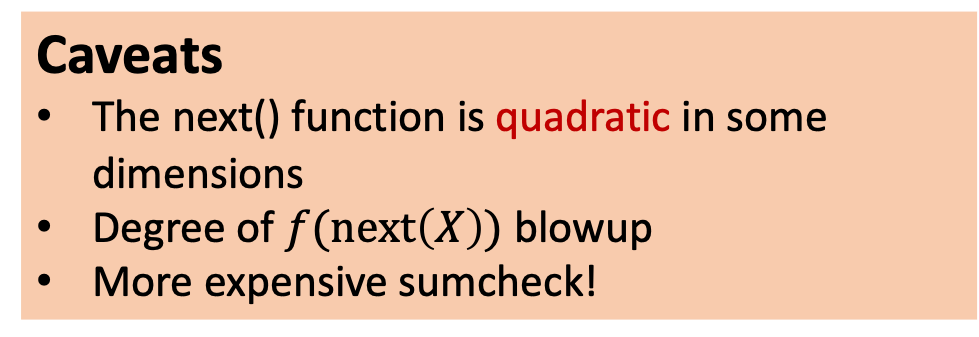 Caveats
• The next() function is quadratic in some
dimensions
• Degree of f(next(X)) blowup
• More expensive sumcheck!